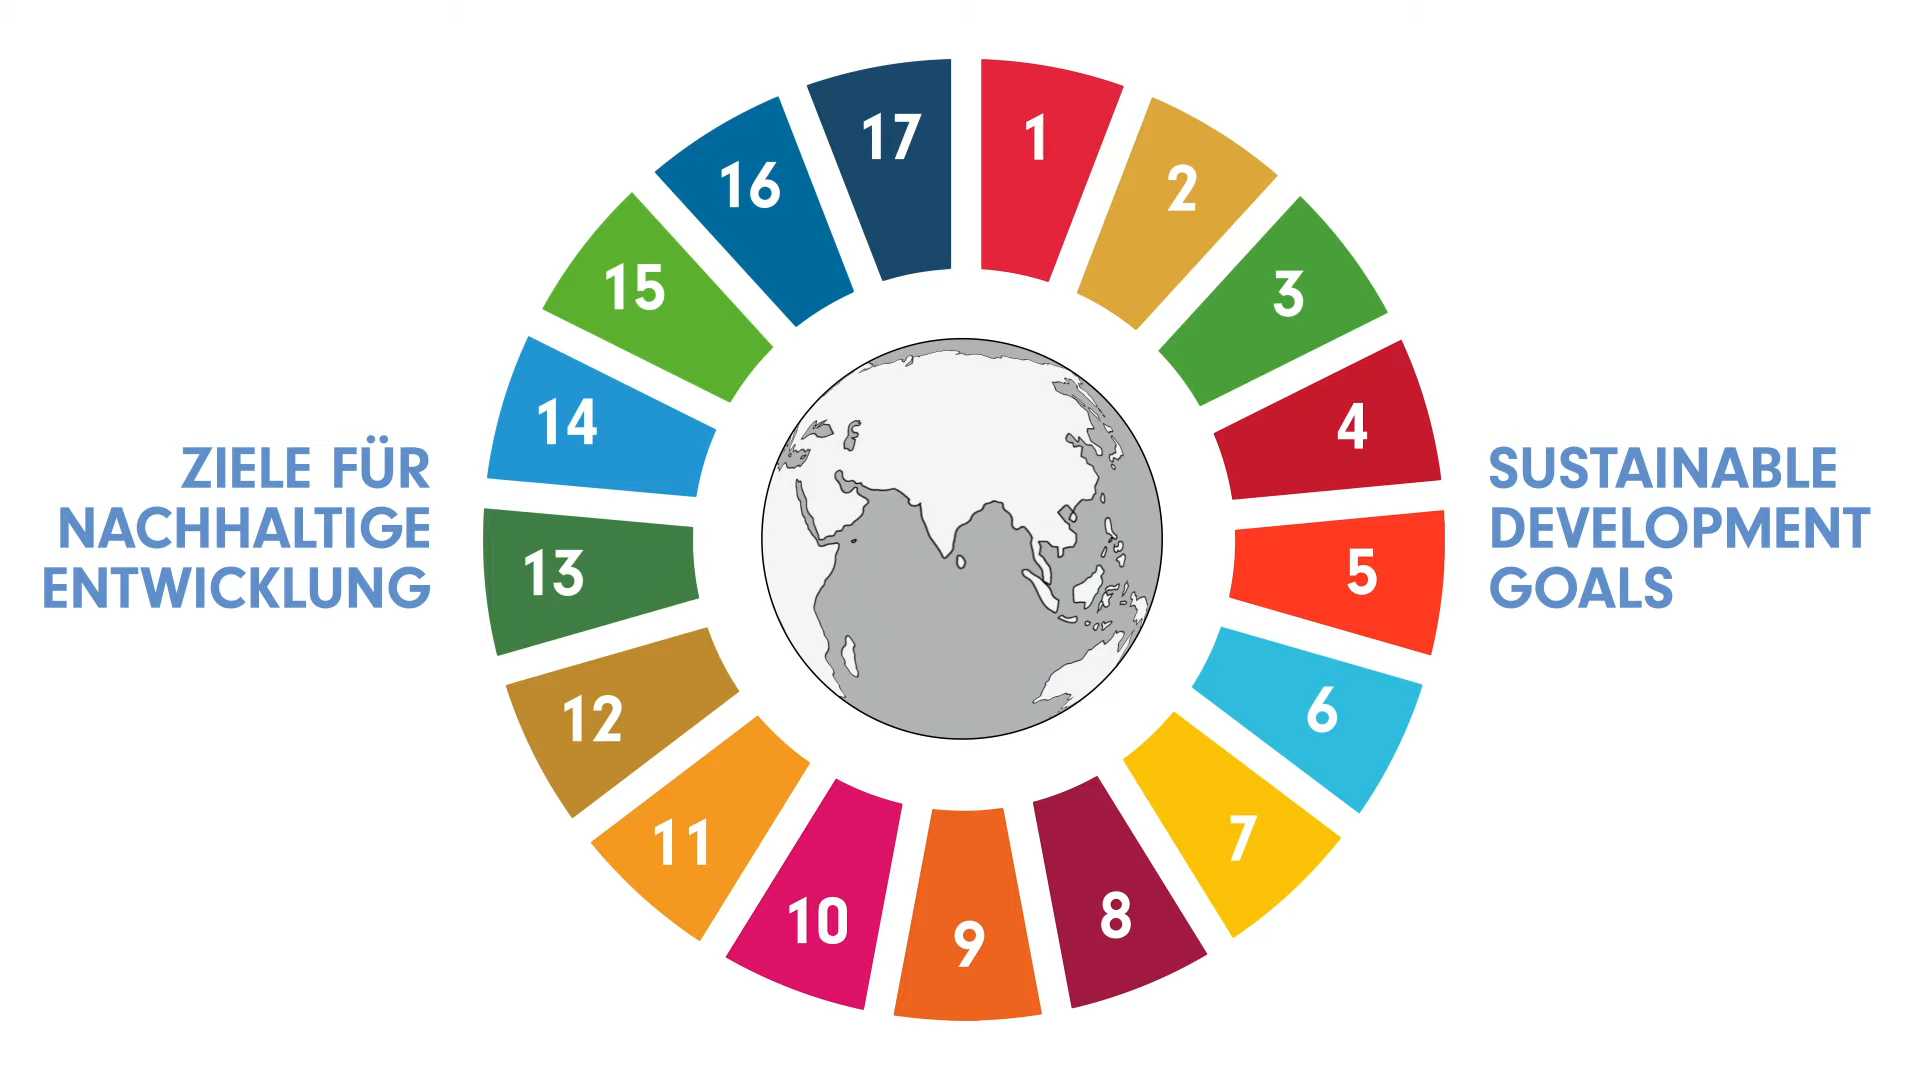 17
1
16
2
15
3
14
4
ZIELE FÜR
NACHHALTIGE
ENTWICKLUNG
SUSTAINABLE
DEVELOPMENT
GOALS
13
5
12
6
11
7
10
8
9